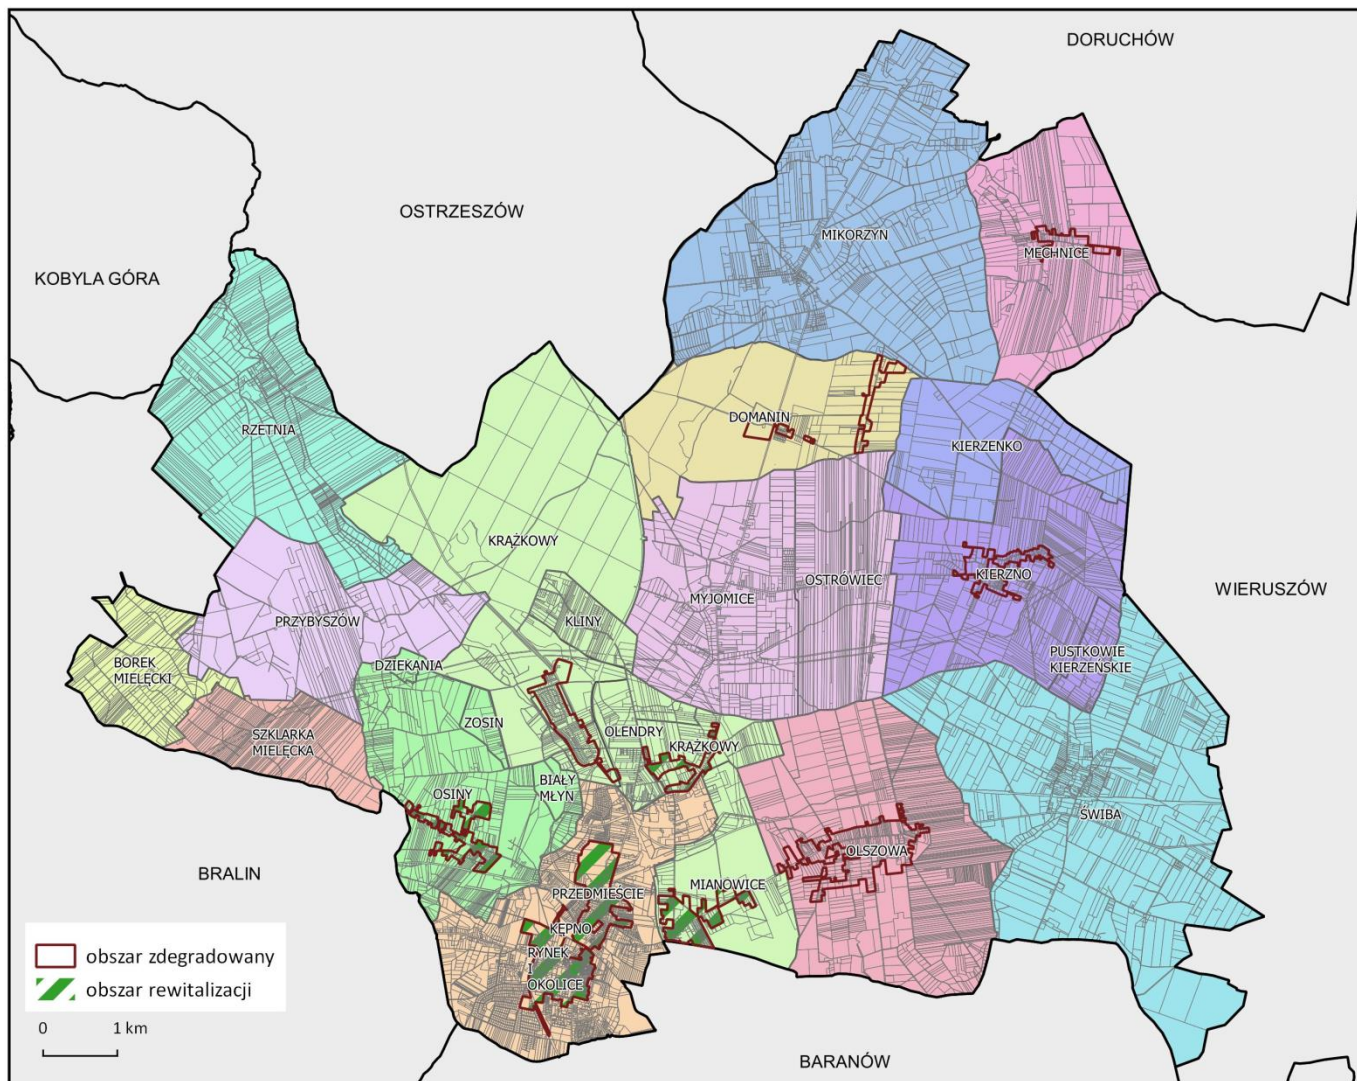 DORUCHÓW
OSTRZESZÓW
MIKORZYN
MECHNICE
KOBYLA GÓRA
DOMANIN
RZETNIA
KIERZENKO
KRĄŻKOWY
KIERZNO
OSTRÓWIEC
WIERUSZÓW
MYJOMICE
KLINY
PRZYBYSZÓW
PUSTKOWIE
KIERZEŃSKIE
BOREK
MIELĘCKI
DZIEKANIA
ZOSIN
OLENDRY
SZKLARKA
MIELĘCKA
KRĄŻKOWY
BIAŁY
MŁYN
OSINY
ŚWIBA
OLSZOWA
BRALIN
PRZEDMIEŚCIE
MIANOWICE
KĘPNO
RYNEK
I
OKOLICE
obszar zdegradowany
obszar rewitalizacji
0 1 km
BARANÓW